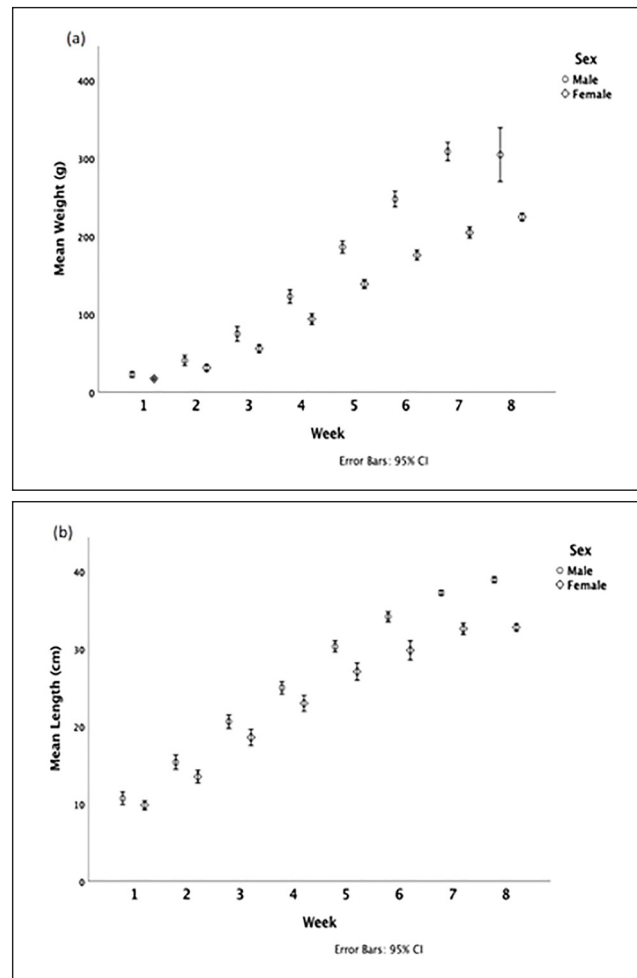 (a)
Sex
Male
Female
400
300
200
100
0
Mean Weight (g)
1 2 3 4 5 6 7 8
Week
Error Bars: 95% CI
(b)
Sex
Male
Female
40
30
20
10
0
Mean Length (cm)
1 2 3 4 5 6 7 8
Week
Error Bars: 95% CI